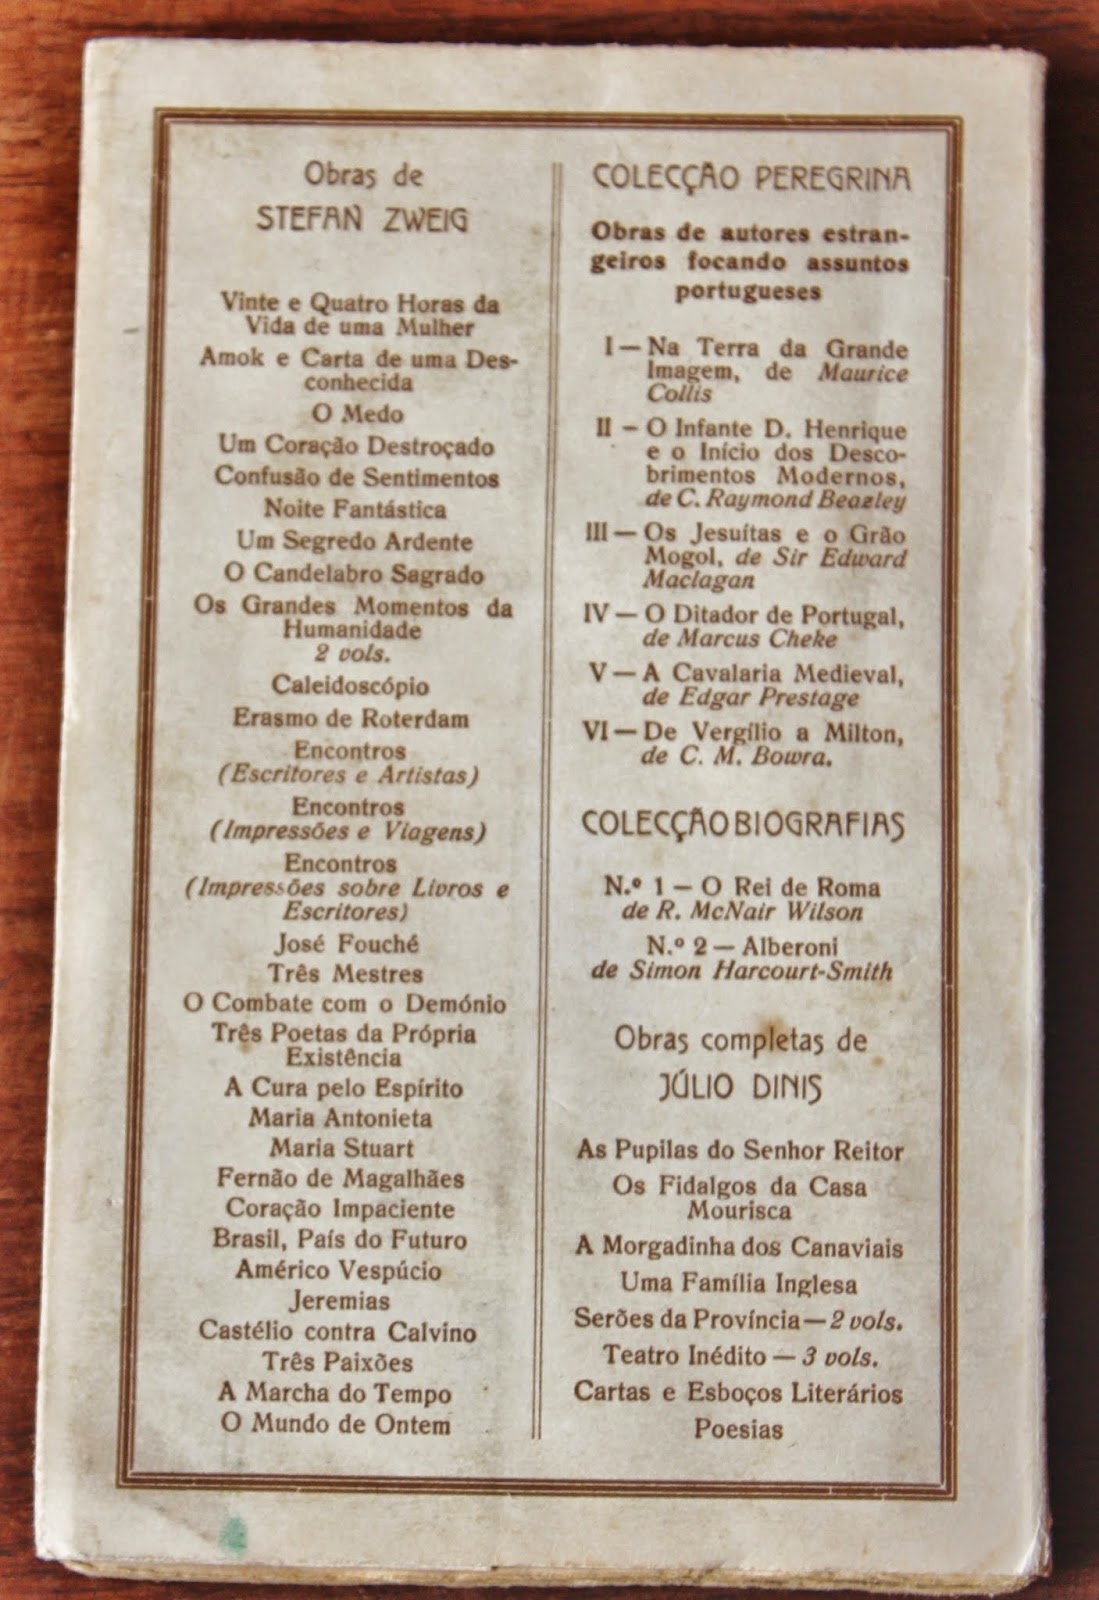 Obras de
STEFAN ZWEIG
Vinte e Quatro Horas da
Vida de uma Mulher
Amok e Carta de uma Des-
conhecida
O Medo
Um Coração Destroçado
Confusão de Sentimentos
Noite Fantástica
Um Segredo Ardente
O Candelabro Sagrado
Os Grandes Momentos da
Humanidade
2 vols.
Caleidoscópio
Erasmo de Roterdam
Encontros
(Escritores e Artistas)
Encontros
(Impressões e Viagens)
Encontros
(Impressões sobre Livros e
Escritores)
José Fouché
Três Mestres
O Combate com o Demónio
Três Poetas da Própria
Existência
A Cura pelo Espírito
Maria Antonieta
Maria Stuart
Fernão de Magalhães
Coração Impaciente
Brasil, País do Futuro
Américo Vespúcio
Jeremias
Castélio contra Calvino
Três Paixões
A Marcha do Tempo
O Mundo de Ontem
COLECÇÃO PEREGRINA
Obras de autores estran-
geiros focando assuntos
portugueses
I — Na Terra da Grande
Imagem, de Maurice
Collis
II — O Infante D. Henrique
e o Início dos Desco-
brimentos Modernos,
de C. Raymond Beazley
III — Os Jesuítas e o Grão
Mogol, de Sir Edward
Maclagan
IV — O Ditador de Portugal,
de Marcus Cheke
V — A Cavalaria Medieval,
de Edgar Prestage
VI — De Vergílio a Milton,
de C. M. Bowra.
COLECÇÃO BIOGRAFIAS
N.º 1 — O Rei de Roma
de R. McNair Wilson
N.º 2 — Alberoni
de Simon Harcourt-Smith
Obras completas de
JÚLIO DINIS
As Pupilas do Senhor Reitor
Os Fidalgos da Casa
Mourisca
A Morgadinha dos Canaviais
Uma Família Inglesa
Serões da Província — 2 vols.
Teatro Inédito — 3 vols.
Cartas e Esboços Literários
Poesias